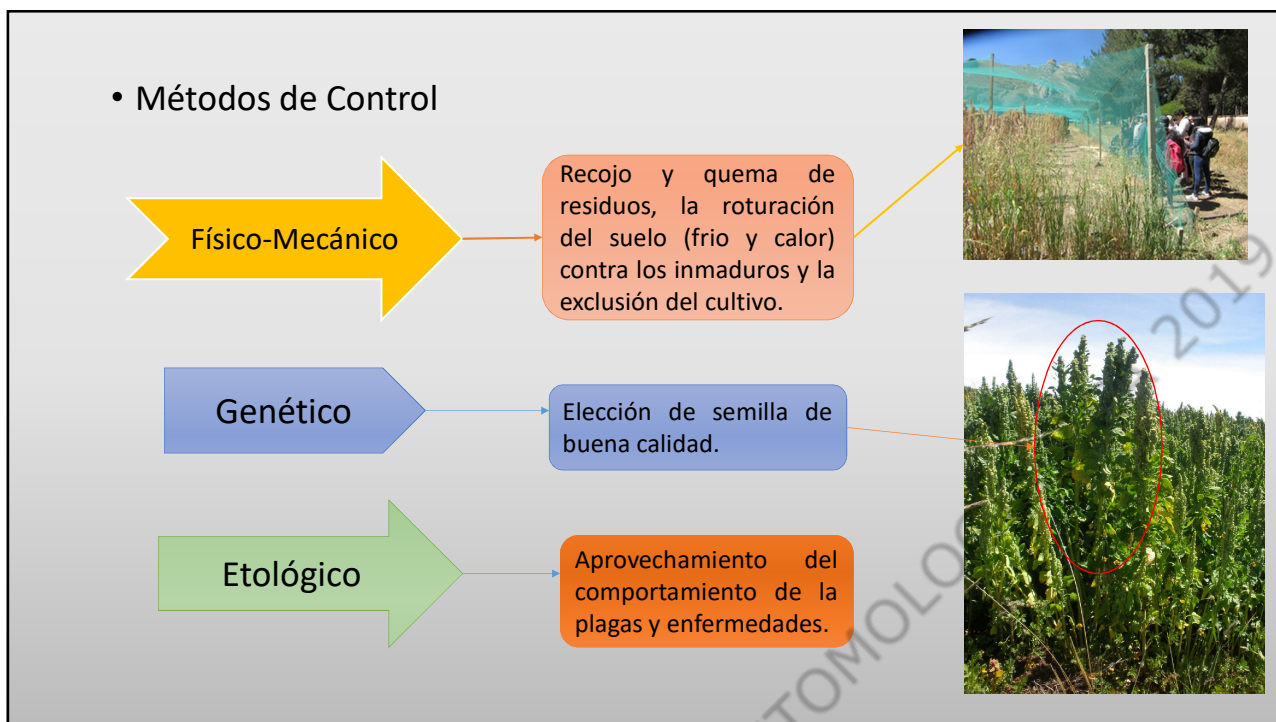 • Métodos de Control
Físico-Mecánico
Recojo y quema de
residuos, la roturación
del suelo (frio y calor)
contra los inmaduros y la
exclusión del cultivo.
Genético
Elección de semilla de
buena calidad.
Etológico
Aprovechamiento del
comportamiento de la
plagas y enfermedades.
2019